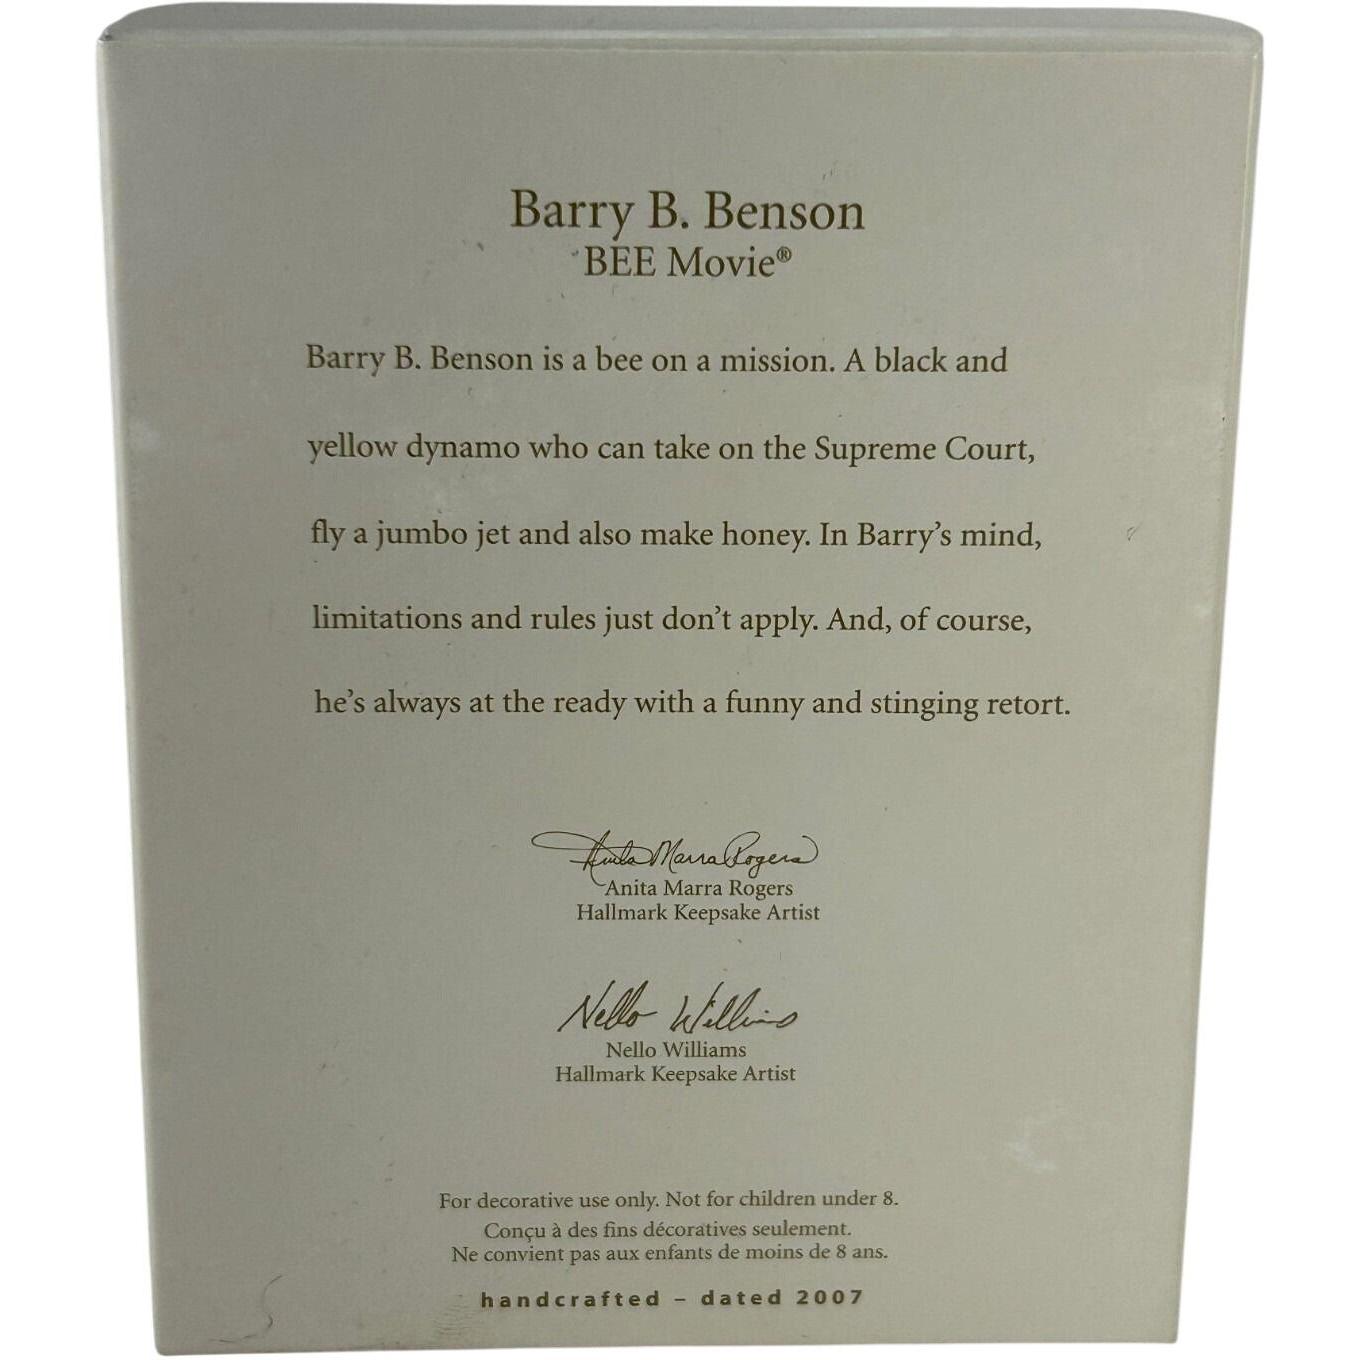 Barry B. Benson
BEE Movie®
Barry B. Benson is a bee on a mission. A black and
yellow dynamo who can take on the Supreme Court,
fly a jumbo jet and also make honey. In Barry's mind,
limitations and rules just don't apply. And, of course,
he's always at the ready with a funny and stinging retort.
Anita Marra Rogers
Anita Marra Rogers
Hallmark Keepsake Artist
Nello Williams
Nello Williams
Hallmark Keepsake Artist
For decorative use only. Not for children under 8.
Conçu à des fins décoratives seulement.
Ne convient pas aux enfants de moins de 8 ans.
handcrafted – dated 2007